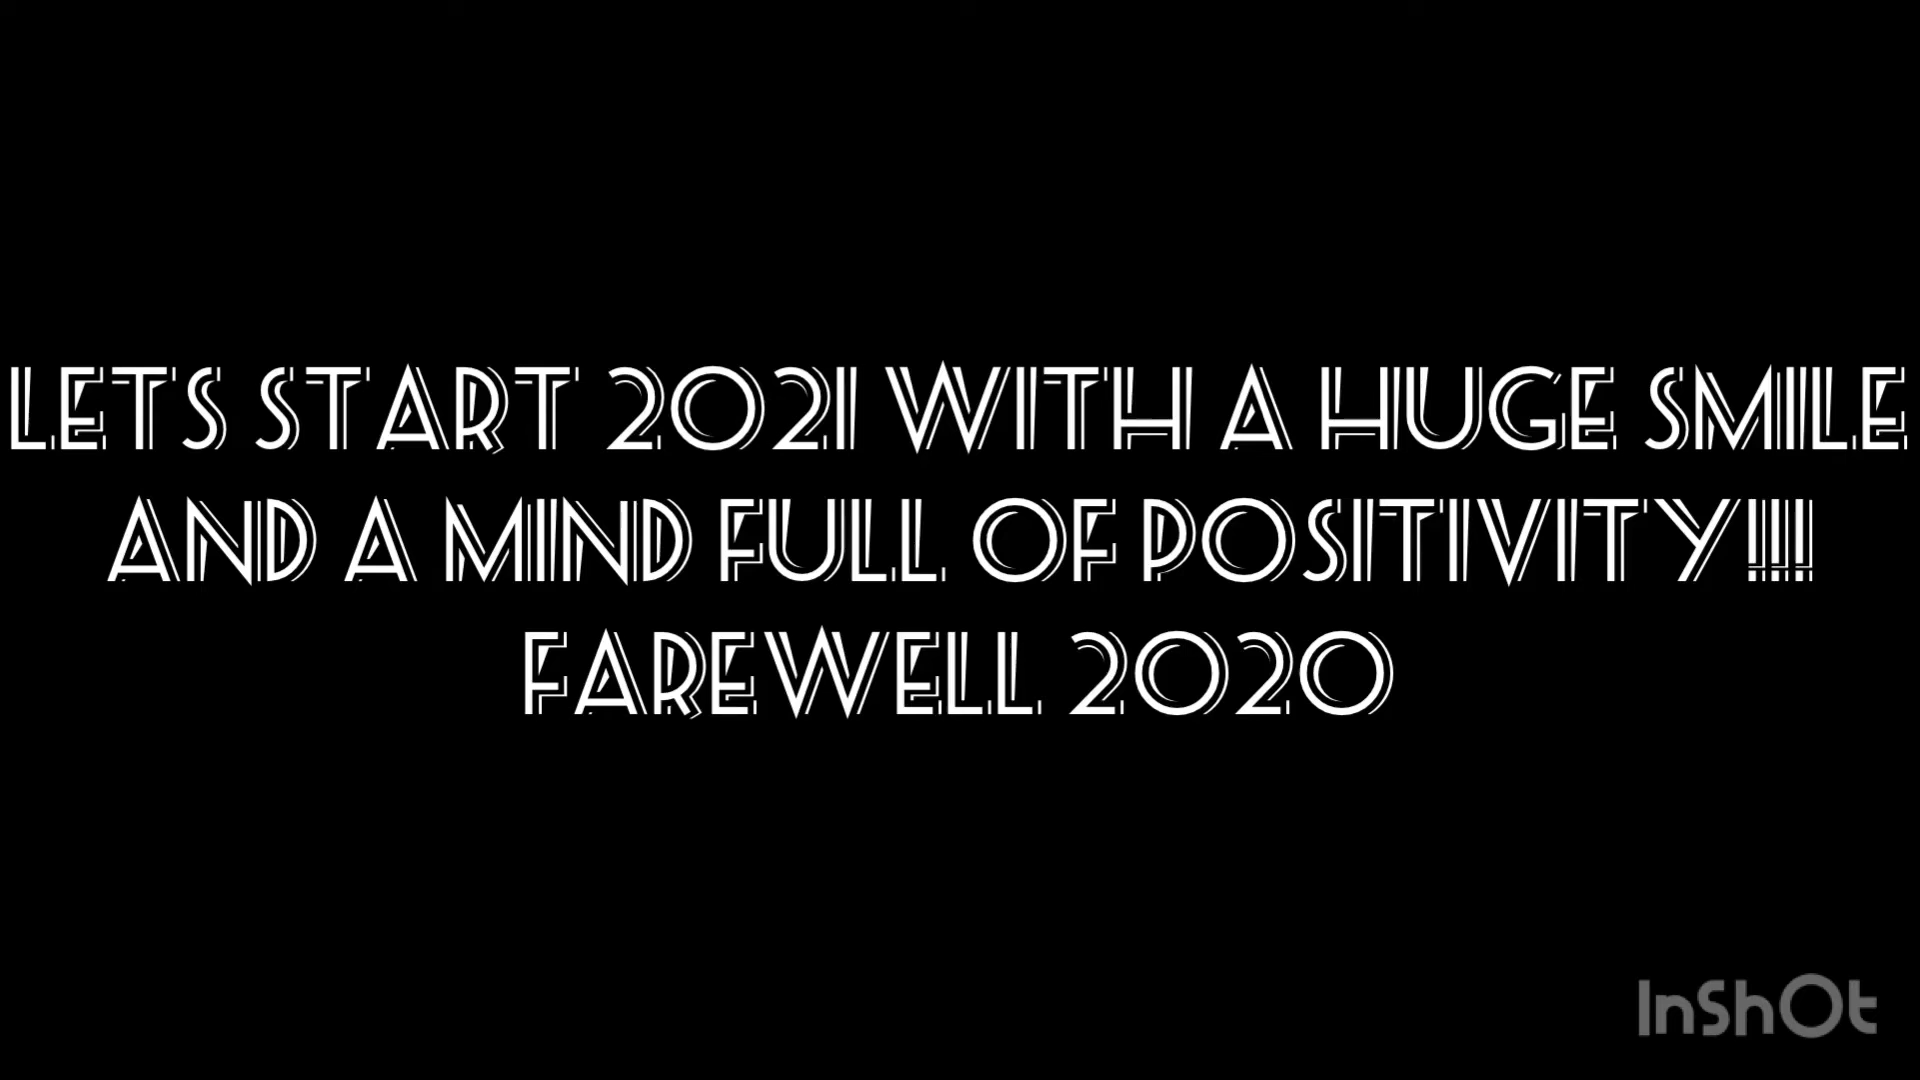 LETS START 2021 WITH A HUGE SMILE
AND A MIND FULL OF POSITIVITY!!!!
FAREWELL 2020
InShOt